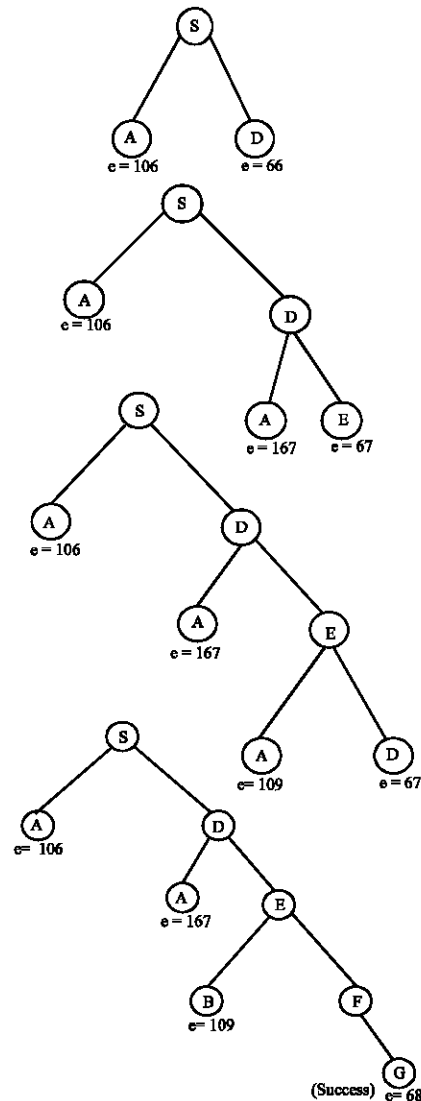 S
A D
e = 106 e = 66
S
A
e = 106
D
A E
e = 167 e = 67
S
A
e = 106
D
A
e = 167
E
A D
e= 109 e = 67
S
A D
e= 106
A
e = 167
E
B F
e= 109
G
(Success) e= 68